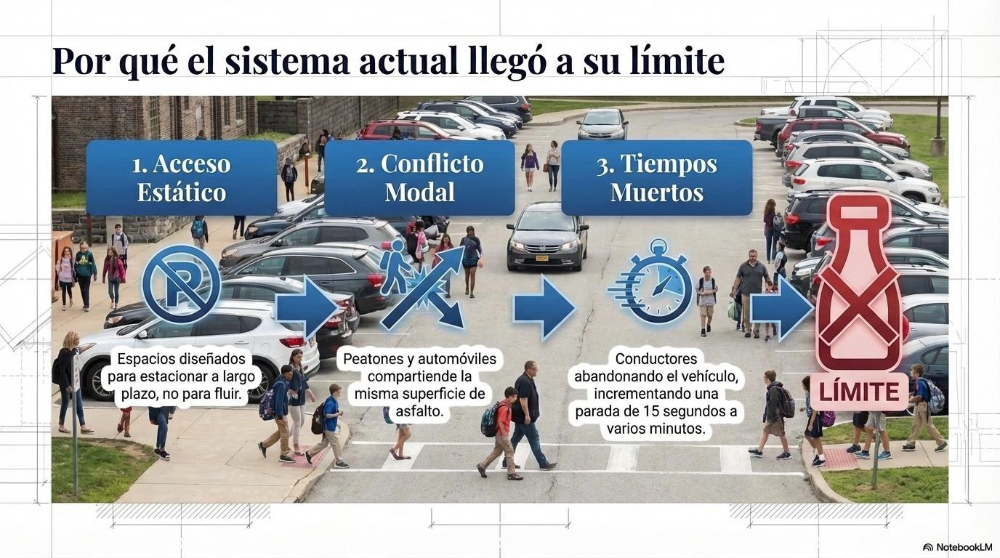 Por qué el sistema actual llegó a su límite
1. Acceso
Estático
Espacios diseñados
para estacionar a largo
plazo, no para fluir.
2. Conflicto
Modal
Peatones y automóviles
compartiende la
misma superficie de
asfalto.
3. Tiempos
Muertos
Conductores
abandonando el vehículo,
incrementando una
parada de 15 segundos a
varios minutos.
LÍMITE
NotebookLM